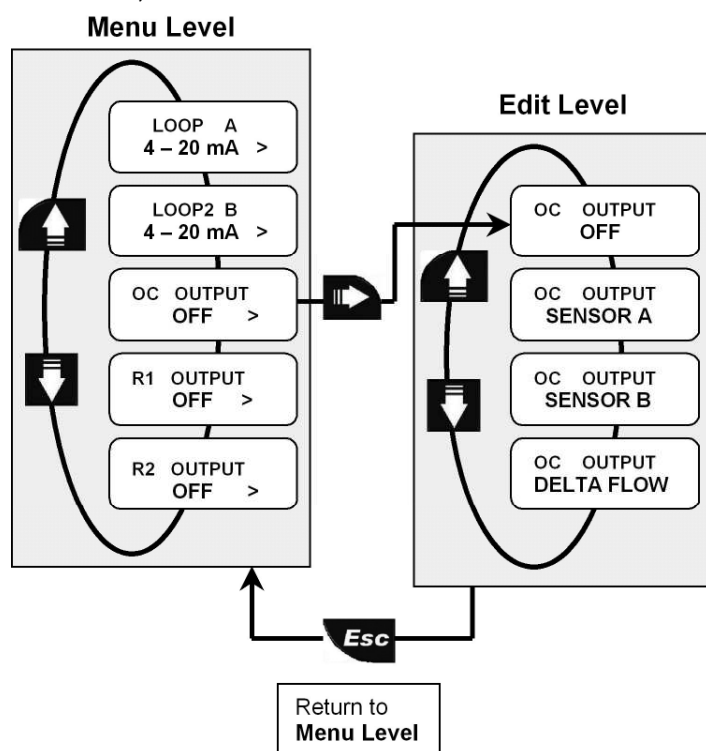 Menu Level
LOOP A
4 – 20 mA >
LOOP2 B
4 – 20 mA >
OC OUTPUT
OFF >
R1 OUTPUT
OFF >
R2 OUTPUT
OFF >
Edit Level
OC OUTPUT
OFF
OC OUTPUT
SENSOR A
OC OUTPUT
SENSOR B
OC OUTPUT
DELTA FLOW
Esc
Return to
Menu Level